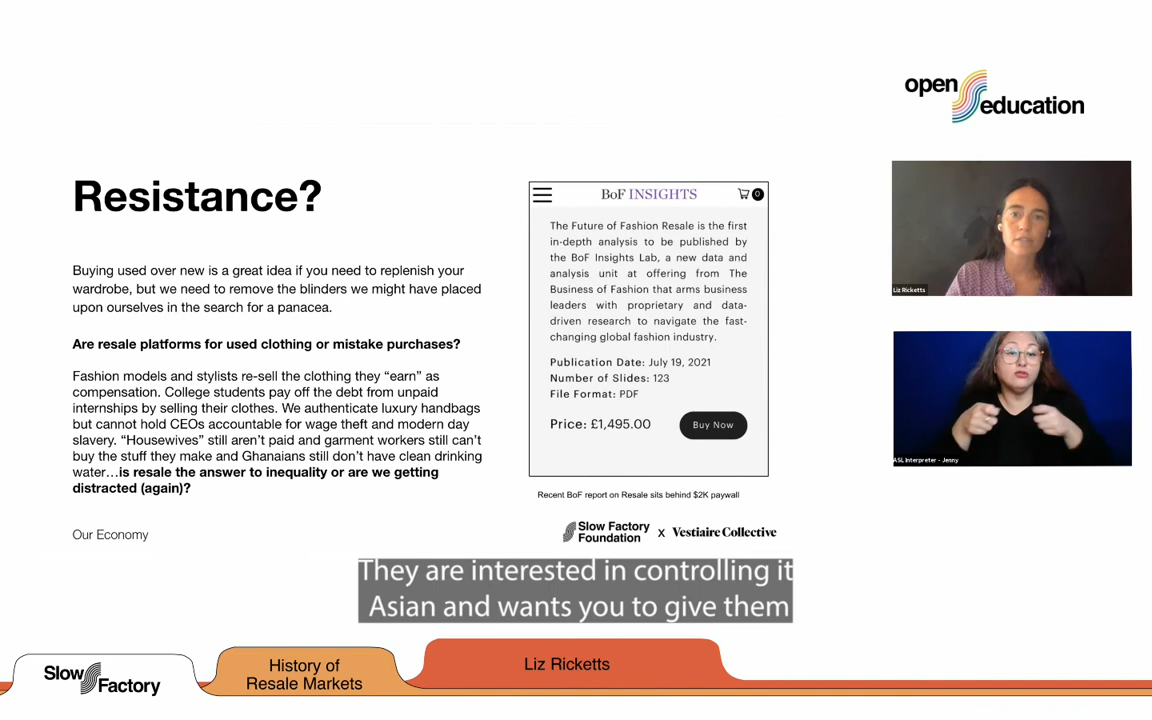 open
education
Resistance?
Buying used over new is a great idea if you need to replenish your
wardrobe, but we need to remove the blinders we might have placed
upon ourselves in the search for a panacea.
Are resale platforms for used clothing or mistake purchases?
Fashion models and stylists re-sell the clothing they “earn” as
compensation. College students pay off the debt from unpaid
internships by selling their clothes. We authenticate luxury handbags
but cannot hold CEOs accountable for wage theft and modern day
slavery. “Housewives” still aren’t paid and garment workers still can’t
buy the stuff they make and Ghanaians still don’t have clean drinking
water…is resale the answer to inequality or are we getting
distracted (again)?
Our Economy
BoF INSIGHTS
0
The Future of Fashion Resale is the first
in-depth analysis to be published by
the BoF Insights Lab, a new data and
analysis unit at offering from The
Business of Fashion that arms business
leaders with proprietary and data-
driven research to navigate the fast-
changing global fashion industry.
Publication Date: July 19, 2021
Number of Slides: 123
File Format: PDF
Price: £1,495.00
Buy Now
Recent BoF report on Resale sits behind $2K paywall
Slow Factory
Foundation
x Vestiaire Collective
Liz Ricketts
ASL Interpreter - Jenny
They are interested in controlling it
Asian and wants you to give them
Slow
Factory
History of
Resale Markets
Liz Ricketts